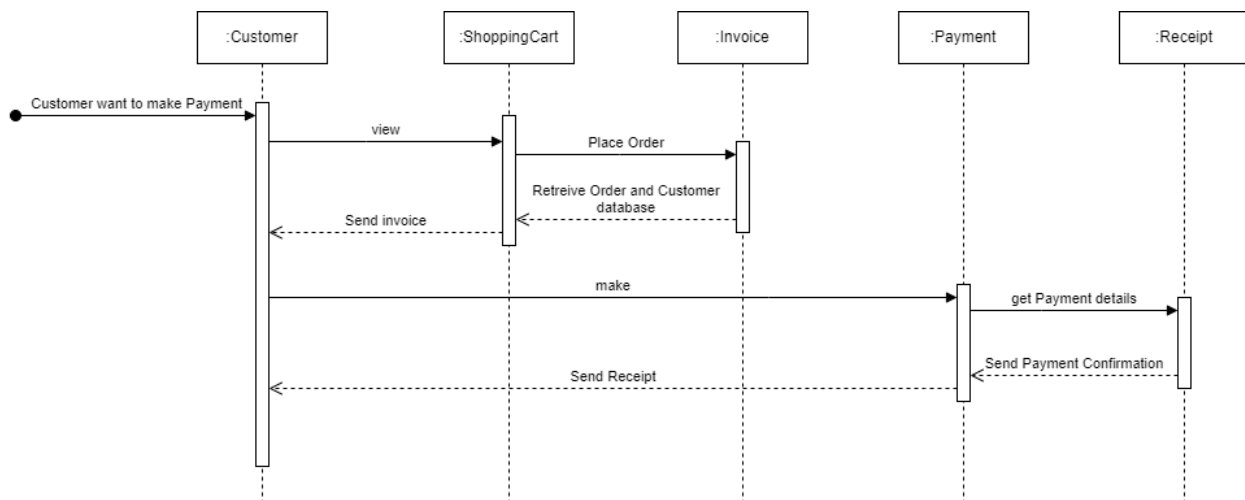 :Customer
:ShoppingCart
:Invoice
:Payment
:Receipt
Customer want to make Payment
view
Place Order
Retreive Order and Customer
database
Send invoice
make
get Payment details
Send Payment Confirmation
Send Receipt